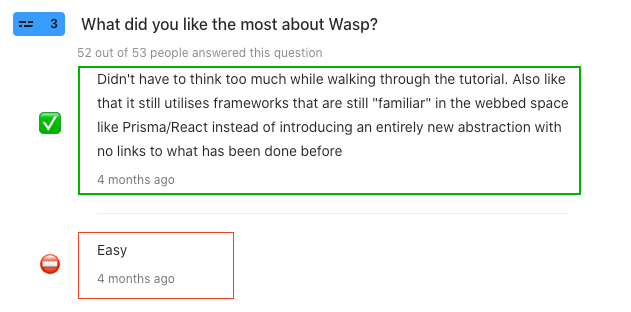 3 What did you like the most about Wasp?
52 out of 53 people answered this question
Didn't have to think too much while walking through the tutorial. Also like
that it still utilises frameworks that are still "familiar" in the webbed space
like Prisma/React instead of introducing an entirely new abstraction with
no links to what has been done before
4 months ago
Easy
4 months ago